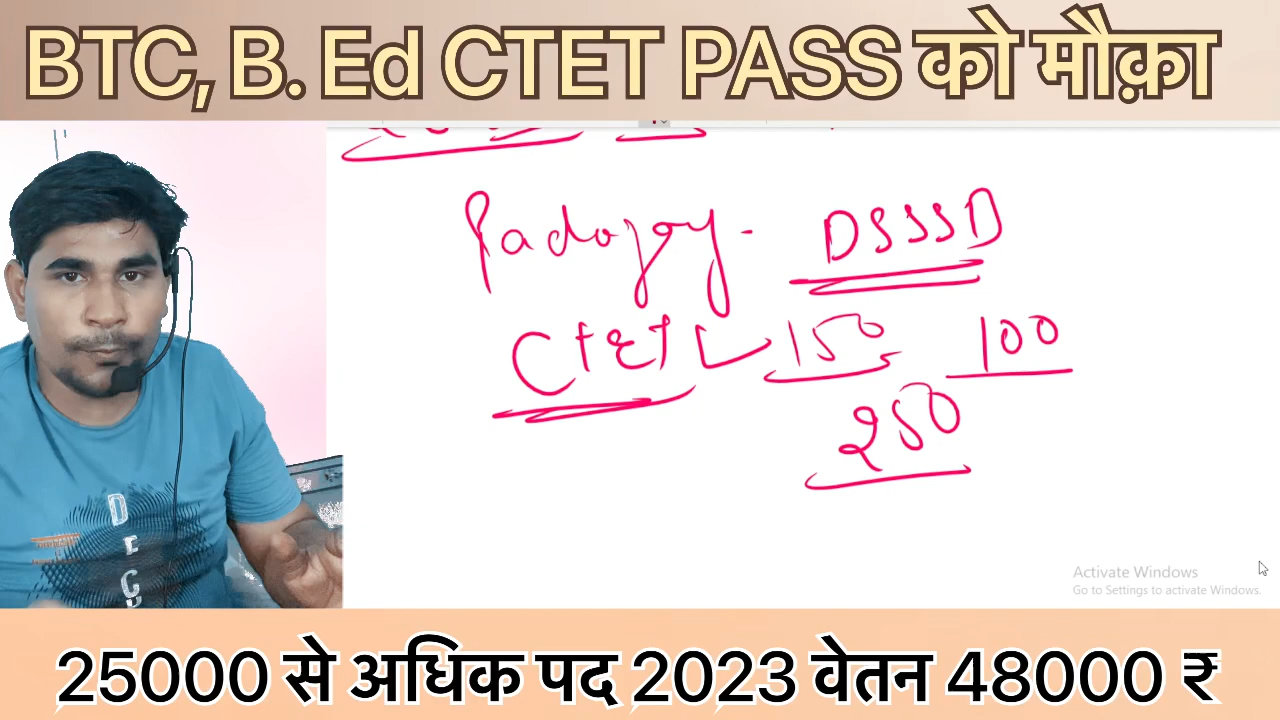 BTC, B. Ed CTET PASS को मौक़ा
Padogoy. DSSSB
CTET 150 100
250
Activate Windows
Go to Settings to activate Windows.
25000 से अधिक पद 2023 वेतन 48000 ₹